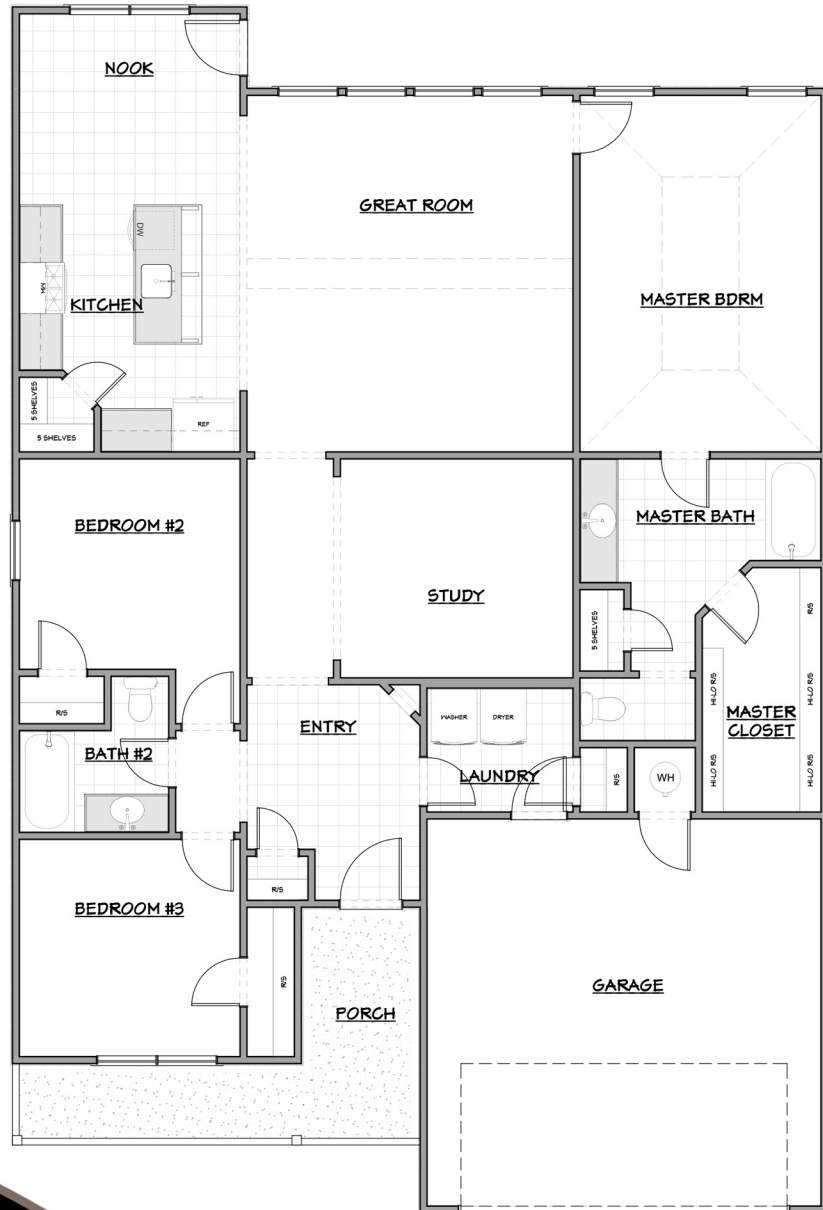 NOOK
GREAT ROOM
DW
MW
KITCHEN
MASTER BDRM
5 SHELVES
5 SHELVES
REF
BEDROOM #2
MASTER BATH
STUDY
5 SHELVES
R/S
HI-LO R/S
HI-LO R/S
HI-LO R/S
HI-LO R/S
MASTER
CLOSET
R/S
ENTRY
WASHER
DRYER
BATH #2
LAUNDRY
R/S
WH
R/S
BEDROOM #3
R/S
PORCH
GARAGE